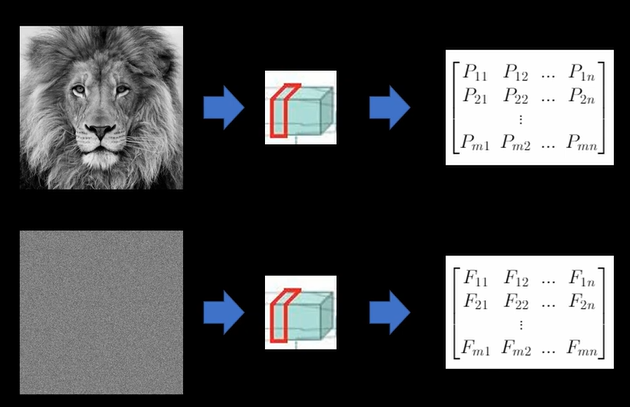 P11 P12 ... P1n
P21 P22 ... P2n
⋮
Pm1 Pm2 ... Pmn
F11 F12 ... F1n
F21 F22 ... F2n
⋮
Fm1 Fm2 ... Fmn